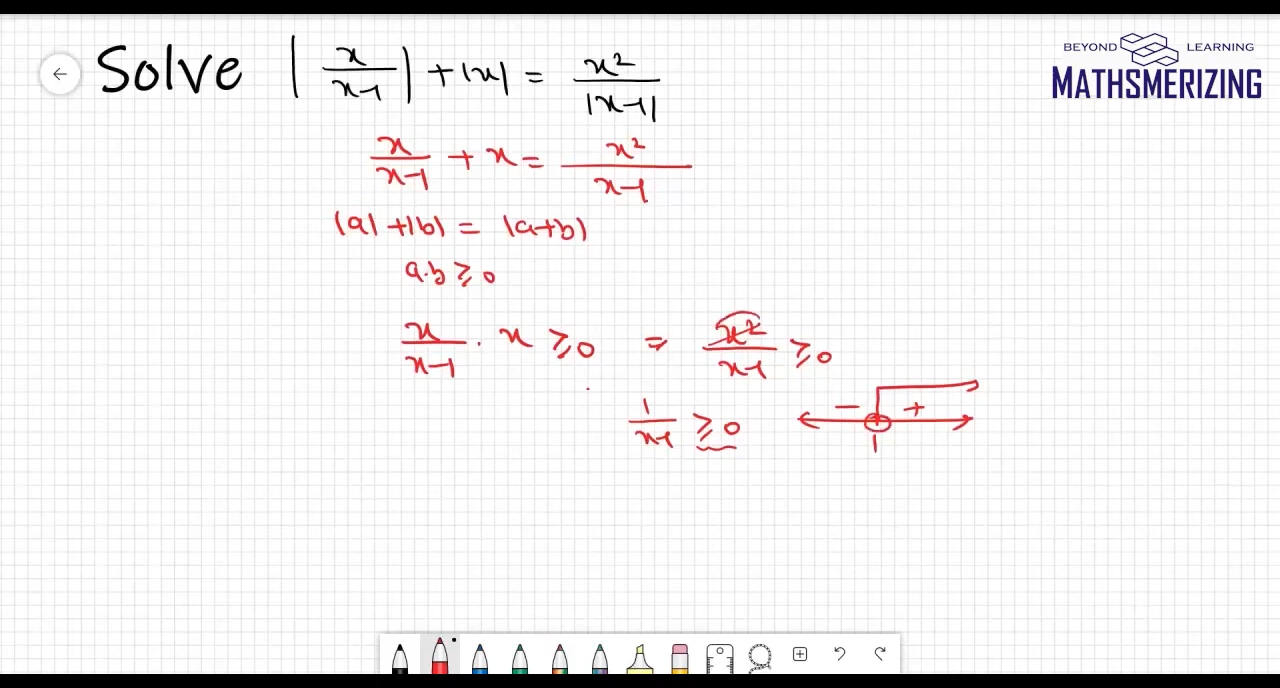 BEYOND LEARNING
MATHSMERIZING
Solve |x/(x-1)| + |x| = x²/|x-1|
x/(x-1) + x = x²/(x-1)
|a| + |b| = |a+b|
a.b ≥ 0
x/(x-1) . x ≥ 0 = x²/(x-1) ≥ 0
1/(x-1) ≥ 0 - +
1